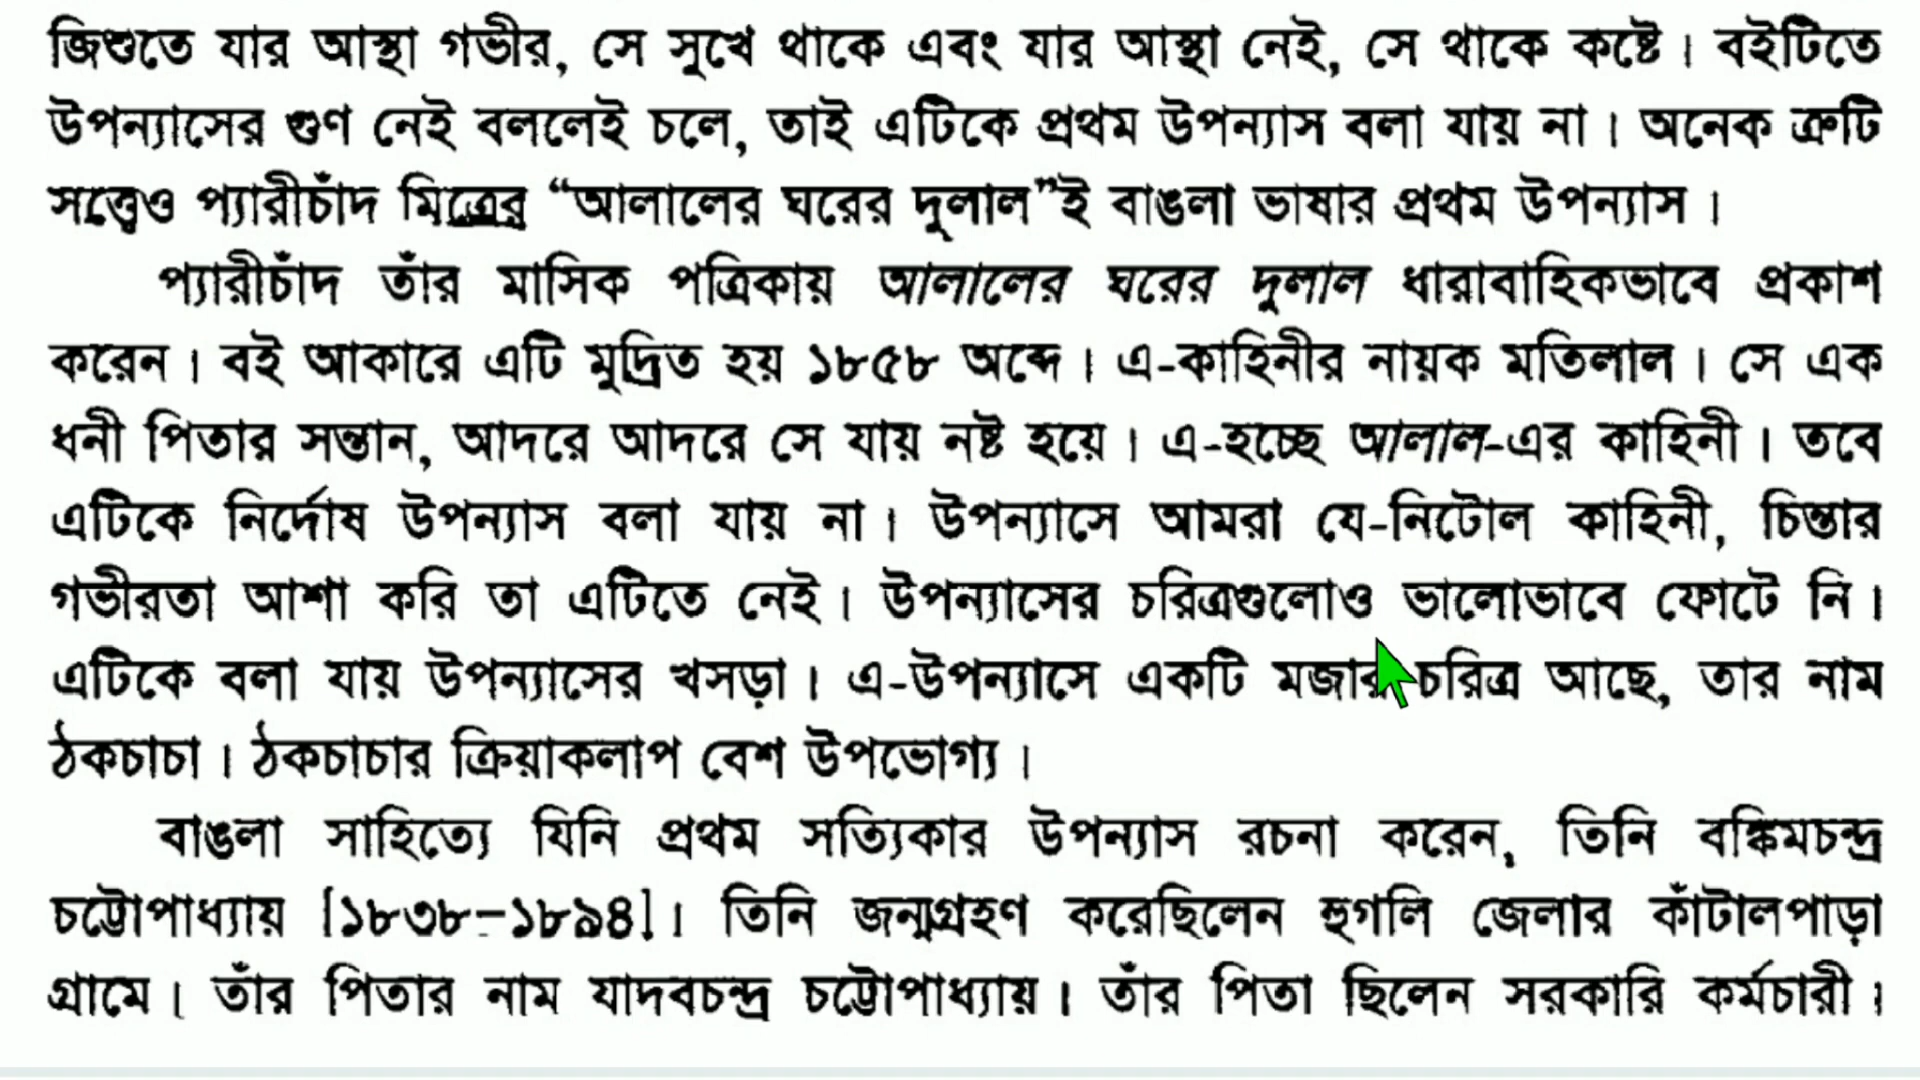 জিশুতে যার আস্থা গভীর, সে সুখে থাকে এবং যার আস্থা নেই, সে থাকে কষ্টে। বইটিতে
উপন্যাসের গুণ নেই বললেই চলে, তাই এটিকে প্রথম উপন্যাস বলা যায় না। অনেক ত্রুটি
সত্ত্বেও প্যারীচাঁদ মিত্রের “আলালের ঘরের দুলাল”ই বাঙলা ভাষার প্রথম উপন্যাস।
প্যারীচাঁদ তাঁর মাসিক পত্রিকায় আলালের ঘরের দুলাল ধারাবাহিকভাবে প্রকাশ
করেন। বই আকারে এটি মুদ্রিত হয় ১৮৫৮ অব্দে। এ-কাহিনীর নায়ক মতিলাল। সে এক
ধনী পিতার সন্তান, আদরে আদরে সে যায় নষ্ট হয়ে। এ-হচ্ছে আলাল-এর কাহিনী। তবে
এটিকে নির্দোষ উপন্যাস বলা যায় না। উপন্যাসে আমরা যে-নিটোল কাহিনী, চিন্তার
গভীরতা আশা করি তা এটিতে নেই। উপন্যাসের চরিত্রগুলোও ভালোভাবে ফোটে নি।
এটিকে বলা যায় উপন্যাসের খসড়া। এ-উপন্যাসে একটি মজার চরিত্র আছে, তার নাম
ঠকচাচা। ঠকচাচার ক্রিয়াকলাপ বেশ উপভোগ্য।
বাঙলা সাহিত্যে যিনি প্রথম সত্যিকার উপন্যাস রচনা করেন, তিনি বঙ্কিমচন্দ্র
চট্টোপাধ্যায় [১৮৩৮–১৮৯৪]। তিনি জন্মগ্রহণ করেছিলেন হুগলি জেলার কাঁটালপাড়া
গ্রামে। তাঁর পিতার নাম যাদবচন্দ্র চট্টোপাধ্যায়। তাঁর পিতা ছিলেন সরকারি কর্মচারী।